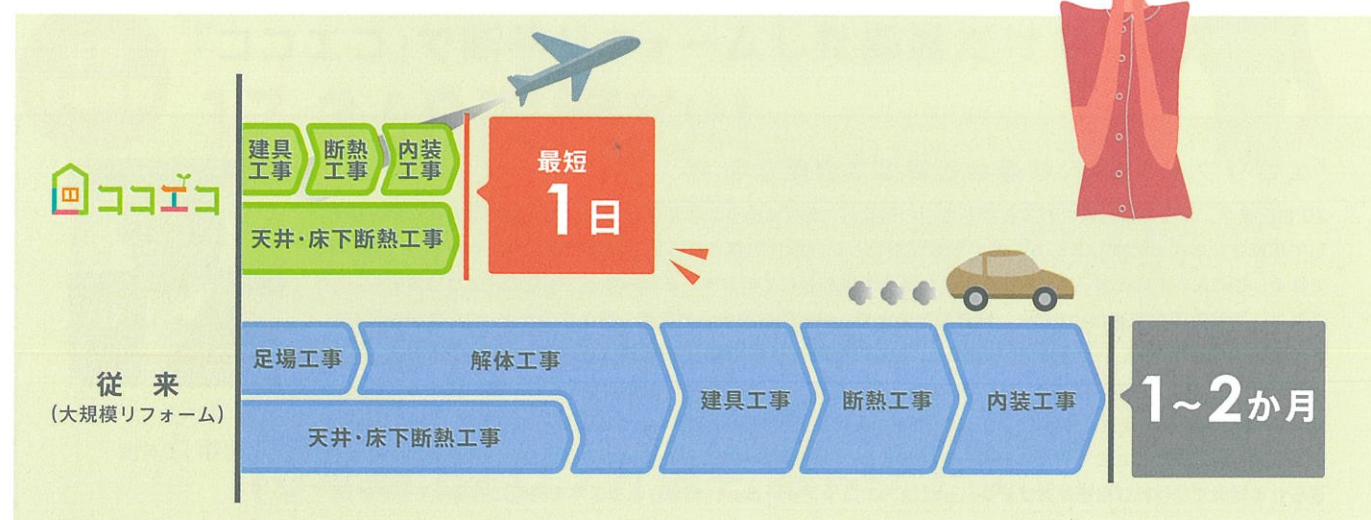 ココエコ
建具
工事
断熱
工事
内装
工事
天井・床下断熱工事
最短
1日
従 来
(大規模リフォーム)
足場工事
解体工事
天井・床下断熱工事
建具工事
断熱工事
内装工事
1~2か月